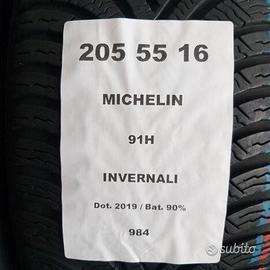 205 55 16
MICHELIN
91H
INVERNALI
Dot. 2019 / Bat. 90%
984
subito